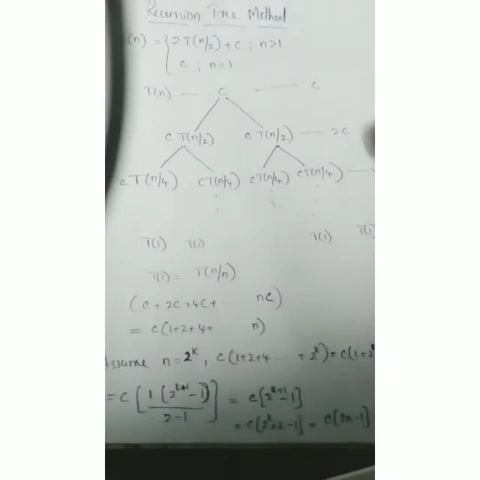 Recursion Tree Method
(n) = { 2T(n/2) + c ; n>1
c ; n=1
T(n) — c — c
c T(n/2) c T(n/2) — 2c
c T(n/4) c T(n/4) c T(n/4) c T(n/4) —
T(1) T(1) T(1) T(1)
T(1) = T(n/n)
(c + 2c + 4c + nc)
= c(1+2+4+ n)
Assume n = 2^k, c(1+2+4 ... + 2^k) = c(1+2
= c [ 1 (2^{k+1} - 1) / 2-1 ] = c[2^{k+1} - 1]
= c[2^k * 2 - 1] = c[2n-1]